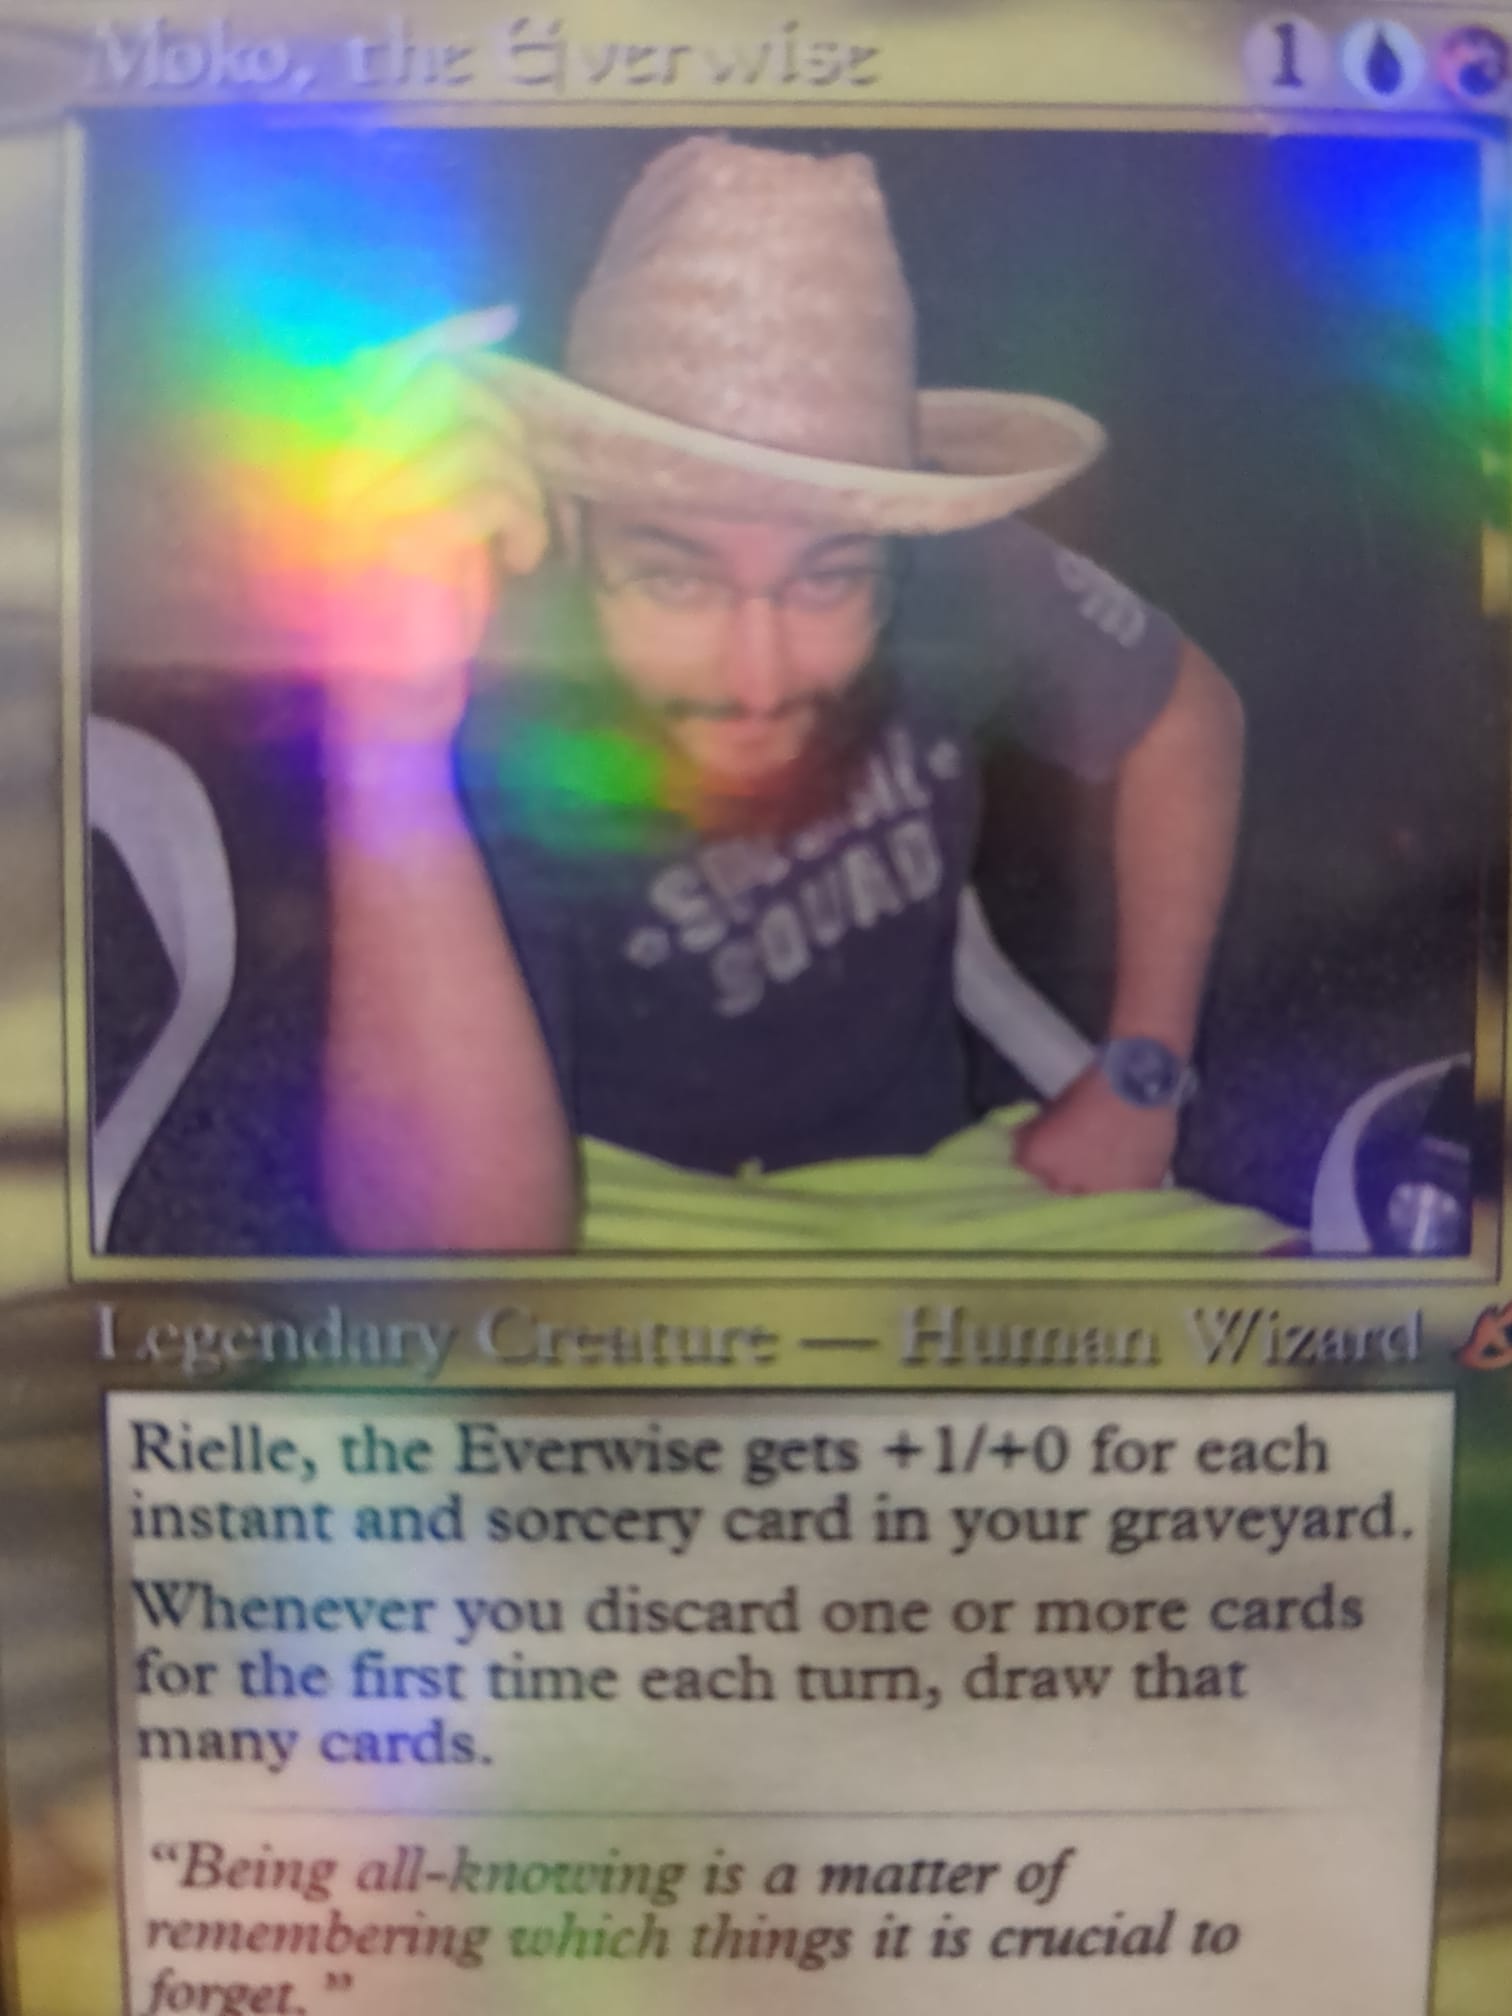 Moko, the Everwise
1
SQUAD
Legendary Creature — Human Wizard
Rielle, the Everwise gets +1/+0 for each
instant and sorcery card in your graveyard.
Whenever you discard one or more cards
for the first time each turn, draw that
many cards.
“Being all-knowing is a matter of
remembering which things it is crucial to
forget.”